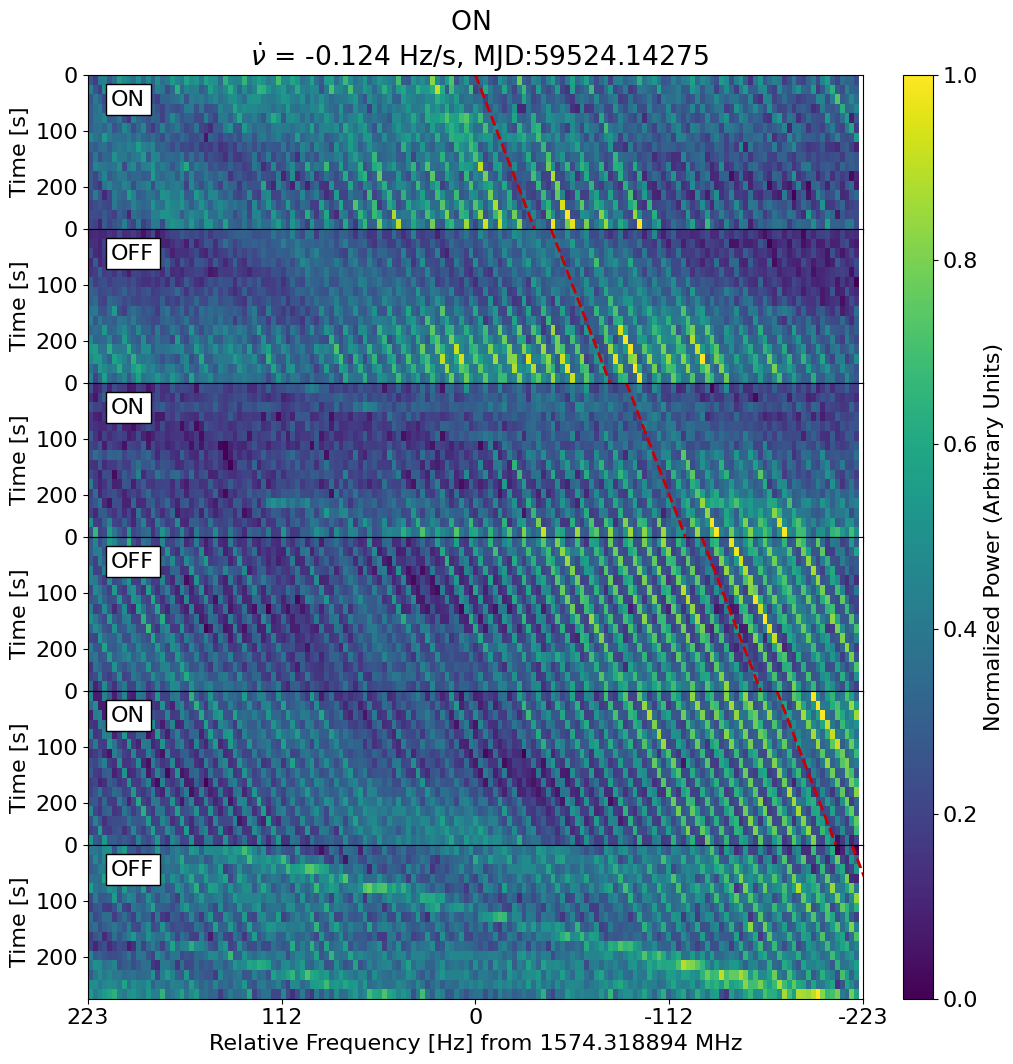 ON
ν̇ = -0.124 Hz/s, MJD:59524.14275
0
100
200
Time [s]
ON
0
100
200
Time [s]
OFF
0
100
200
Time [s]
ON
0
100
200
Time [s]
OFF
0
100
200
Time [s]
ON
0
100
200
Time [s]
OFF
223
112
0
-112
-223
Relative Frequency [Hz] from 1574.318894 MHz
1.0
0.8
0.6
0.4
0.2
0.0
Normalized Power (Arbitrary Units)